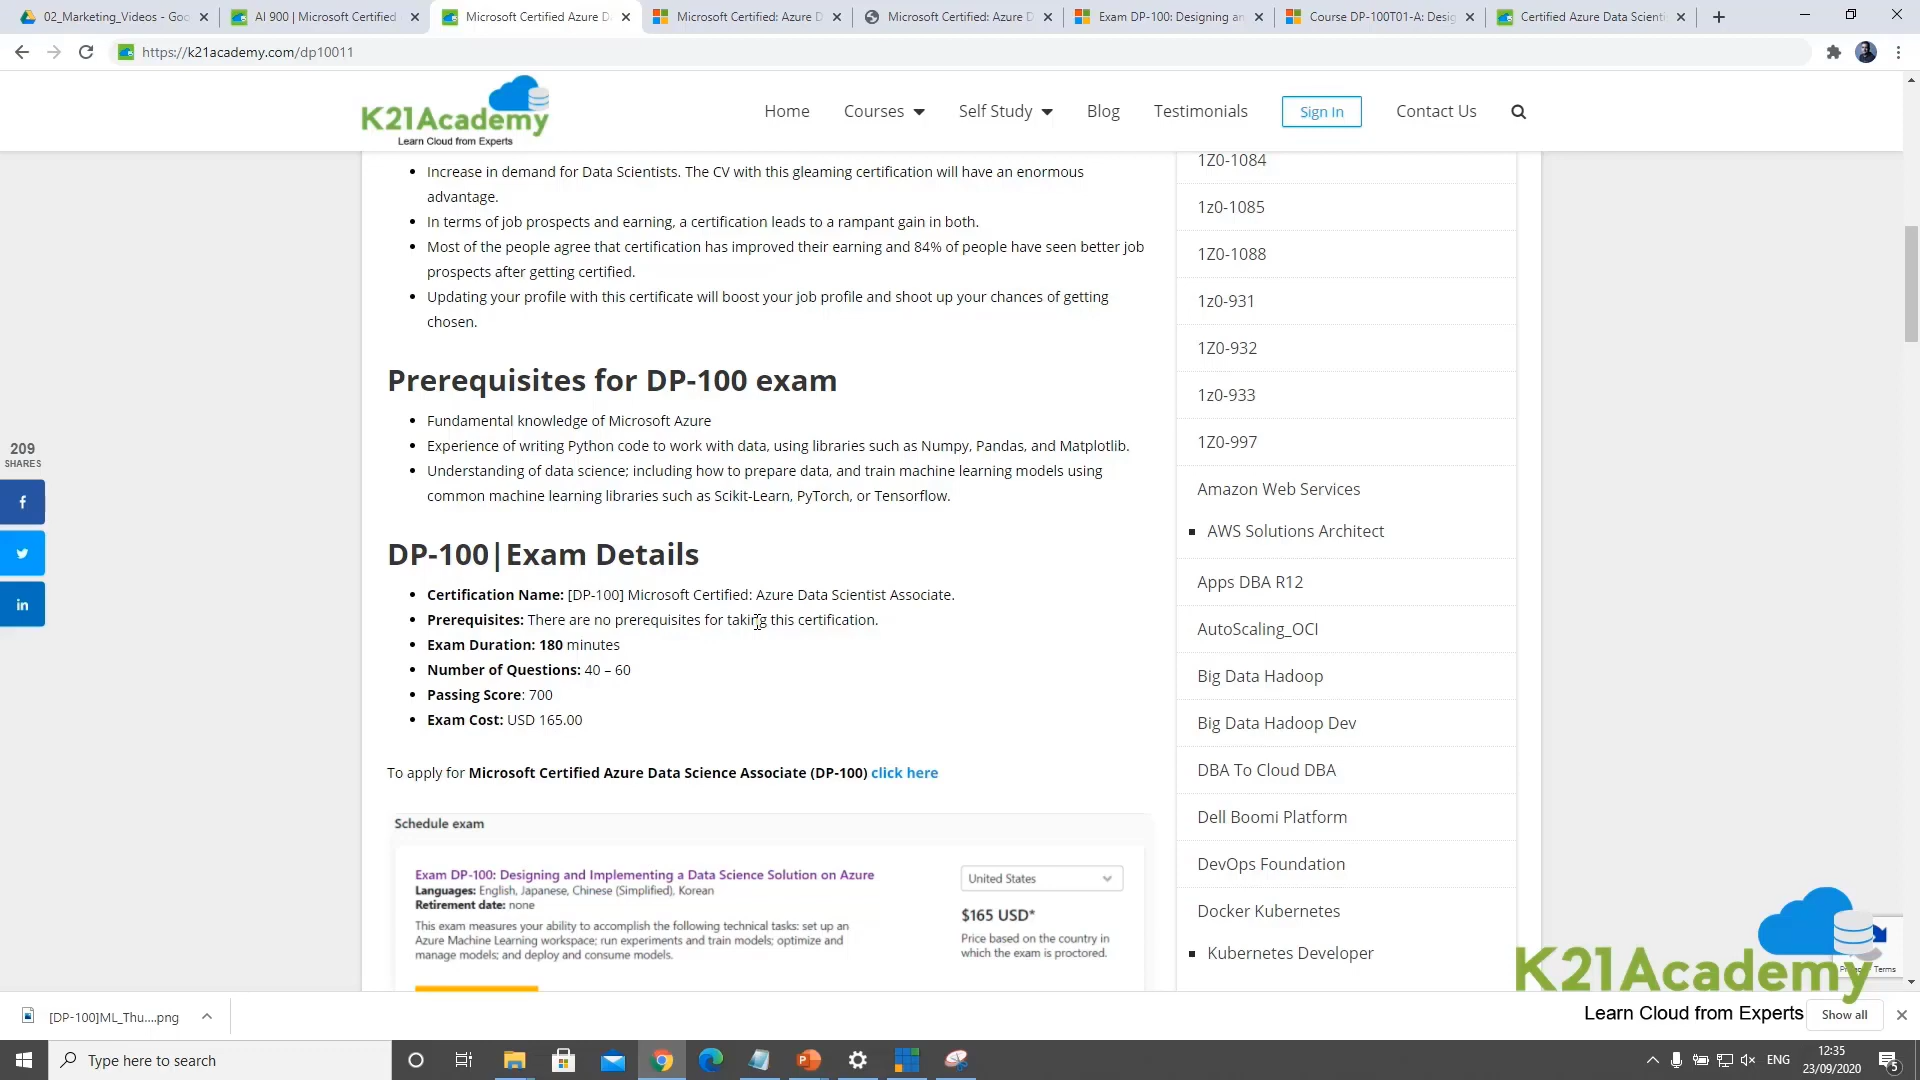 02_Marketing_Videos - Goo
AI 900 | Microsoft Certified
Microsoft Certified Azure D
Microsoft Certified: Azure D
Microsoft Certified: Azure D
Exam DP-100: Designing an
Course DP-100T01-A: Desig
Certified Azure Data Scienti
https://k21academy.com/dp10011
K21Academy
Learn Cloud from Experts
Home
Courses
Self Study
Blog
Testimonials
Sign In
Contact Us
Increase in demand for Data Scientists. The CV with this gleaming certification will have an enormous
advantage.
In terms of job prospects and earning, a certification leads to a rampant gain in both.
Most of the people agree that certification has improved their earning and 84% of people have seen better job
prospects after getting certified.
Updating your profile with this certificate will boost your job profile and shoot up your chances of getting
chosen.
Prerequisites for DP-100 exam
Fundamental knowledge of Microsoft Azure
Experience of writing Python code to work with data, using libraries such as Numpy, Pandas, and Matplotlib.
Understanding of data science; including how to prepare data, and train machine learning models using
common machine learning libraries such as Scikit-Learn, PyTorch, or Tensorflow.
209
SHARES
DP-100|Exam Details
Certification Name: [DP-100] Microsoft Certified: Azure Data Scientist Associate.
Prerequisites: There are no prerequisites for taking this certification.
Exam Duration: 180 minutes
Number of Questions: 40 – 60
Passing Score: 700
Exam Cost: USD 165.00
To apply for Microsoft Certified Azure Data Science Associate (DP-100) click here
Schedule exam
Exam DP-100: Designing and Implementing a Data Science Solution on Azure
Languages: English, Japanese, Chinese (Simplified), Korean
Retirement date: none
This exam measures your ability to accomplish the following technical tasks: set up an
Azure Machine Learning workspace; run experiments and train models; optimize and
manage models; and deploy and consume models.
United States
$165 USD*
Price based on the country in
which the exam is proctored.
1Z0-1084
1z0-1085
1Z0-1088
1z0-931
1Z0-932
1z0-933
1Z0-997
Amazon Web Services
AWS Solutions Architect
Apps DBA R12
AutoScaling_OCI
Big Data Hadoop
Big Data Hadoop Dev
DBA To Cloud DBA
Dell Boomi Platform
DevOps Foundation
Docker Kubernetes
Kubernetes Developer
K21Academy
Learn Cloud from Experts
Terms
[DP-100]ML_Thu....png
Show all
Type here to search
ENG
12:35
23/09/2020
5